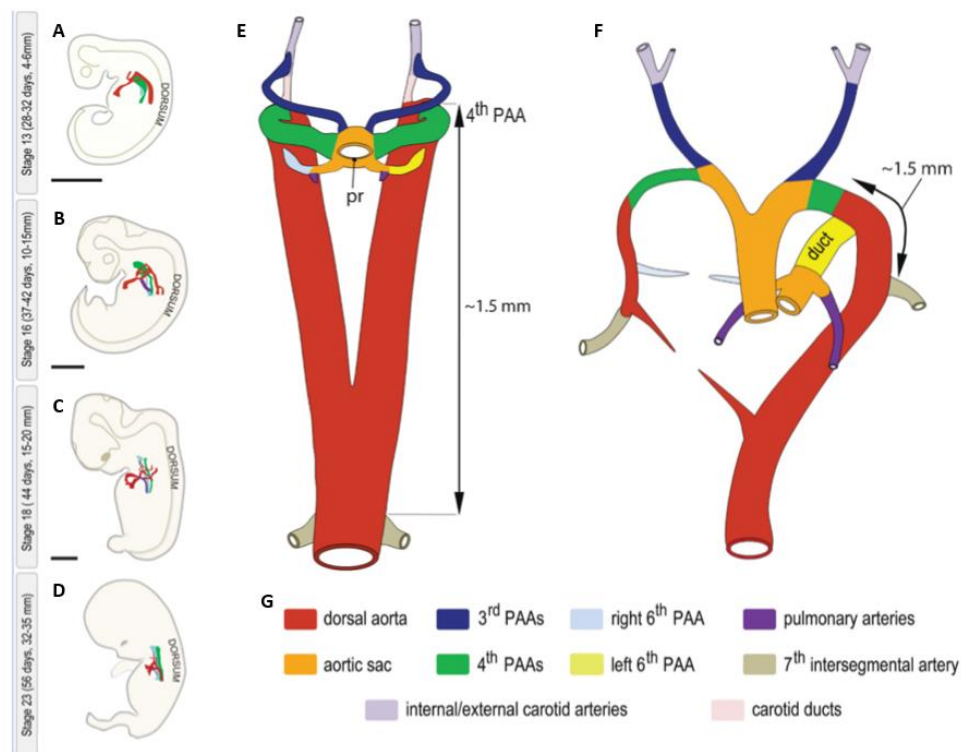 Stage 13 (28-32 days, 4-6mm)
A
DORSUM
Stage 16 (37-42 days, 10-15mm)
B
DORSUM
Stage 18 ( 44 days, 15-20 mm)
C
DORSUM
Stage 23 (56 days, 32-35 mm)
D
DORSUM
E
4th PAA
pr
~1.5 mm
F
~1.5 mm
duct
G
dorsal aorta
3rd PAAs
right 6th PAA
pulmonary arteries
aortic sac
4th PAAs
left 6th PAA
7th intersegmental artery
internal/external carotid arteries
carotid ducts